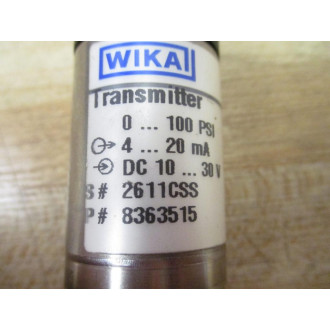 WIKA
Transmitter
0 ... 100 PSI
4 ... 20 mA
DC 10 ... 30 V
S # 2611CSS
P # 8363515